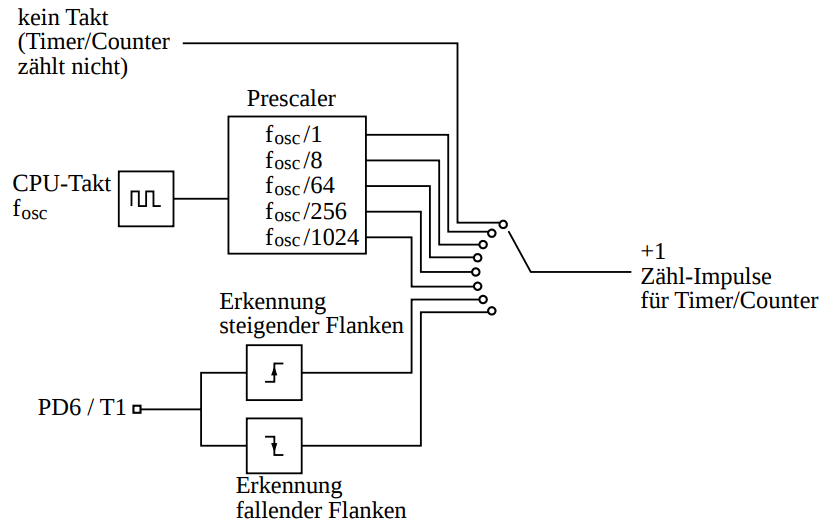 kein Takt
(Timer/Counter
zählt nicht)
Prescaler
fosc/1
fosc/8
fosc/64
fosc/256
fosc/1024
CPU-Takt
fosc
+1
Zähl-Impulse
für Timer/Counter
Erkennung
steigender Flanken
PD6 / T1
Erkennung
fallender Flanken